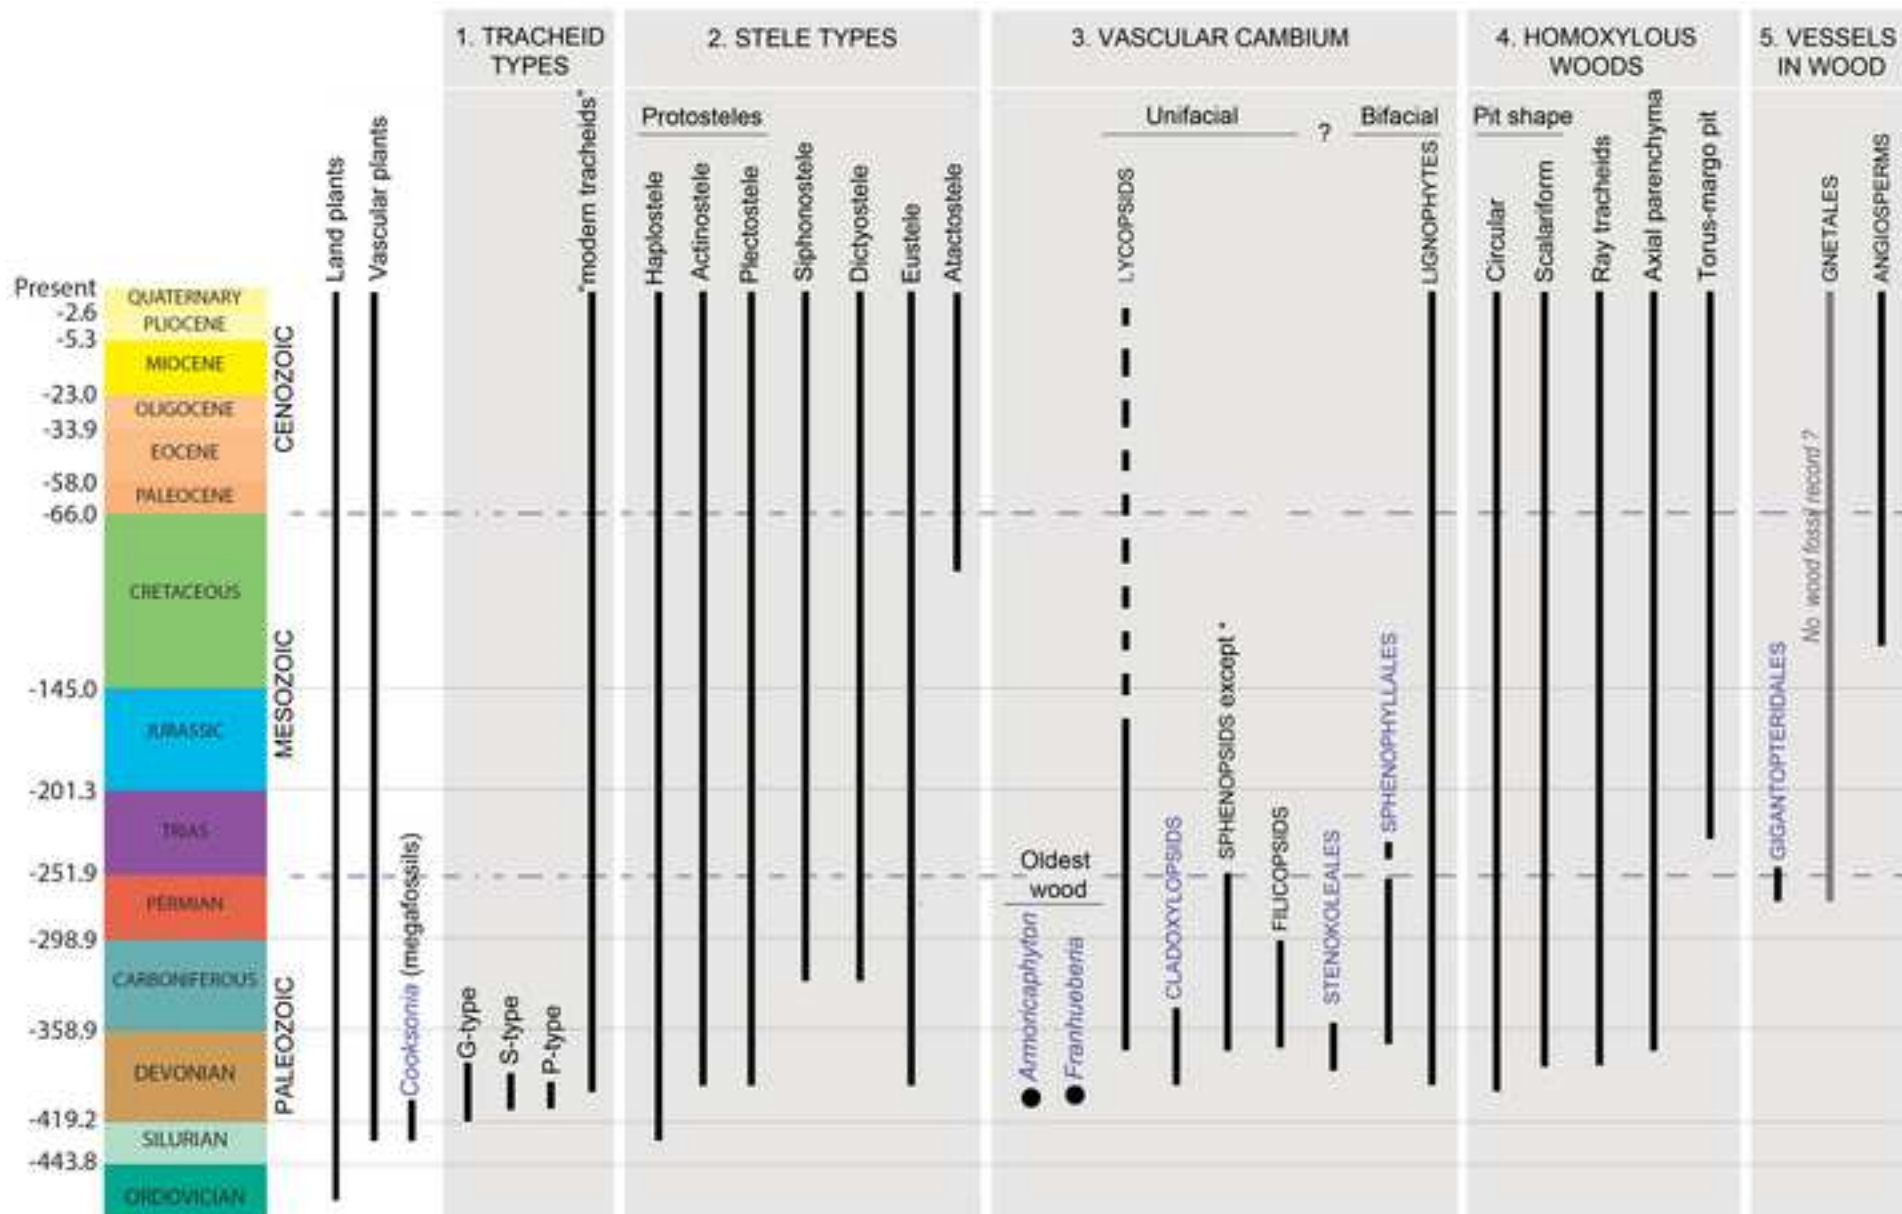 1. TRACHEID
TYPES
2. STELE TYPES
3. VASCULAR CAMBIUM
4. HOMOXYLOUS
WOODS
5. VESSELS
IN WOOD
Protosteles
Unifacial
?
Bifacial
Pit shape
Land plants
Vascular plants
Cooksonia (megafossils)
G-type
S-type
P-type
"modern tracheids"
Haplostele
Actinostele
Plectostele
Siphonostele
Dictyostele
Eustele
Atactostele
Oldest
wood
Armoricaphyton
Franhueberia
LYCOPSIDS
CLADOXYLOPSIDS
SPHENOPSIDS except *
FILICOPSIDS
STENOKOLEALES
* SPHENOPHYLLALES
LIGNOPHYTES
Circular
Scalariform
Ray tracheids
Axial parenchyma
Torus-margo pit
GIGANTOPTERIDALES
No wood fossil record ?
GNETALES
ANGIOSPERMS
Present
QUATERNARY
-2.6
PLIOCENE
-5.3
MIOCENE
-23.0
OLIGOCENE
-33.9
EOCENE
-58.0
PALEOCENE
-66.0
CRETACEOUS
-145.0
JURASSIC
-201.3
TRIAS
-251.9
PERMIAN
-298.9
CARBONIFEROUS
-358.9
DEVONIAN
-419.2
SILURIAN
-443.8
ORDOVICIAN
CENOZOIC
MESOZOIC
PALEOZOIC